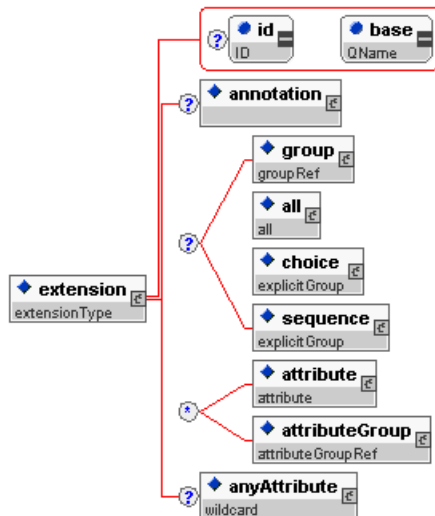 ? id base
ID QName
? annotation
group
groupRef
all
all
?
choice
explicitGroup
extension
extensionType
sequence
explicitGroup
attribute
attribute
*
attributeGroup
attributeGroupRef
? anyAttribute
wildcard